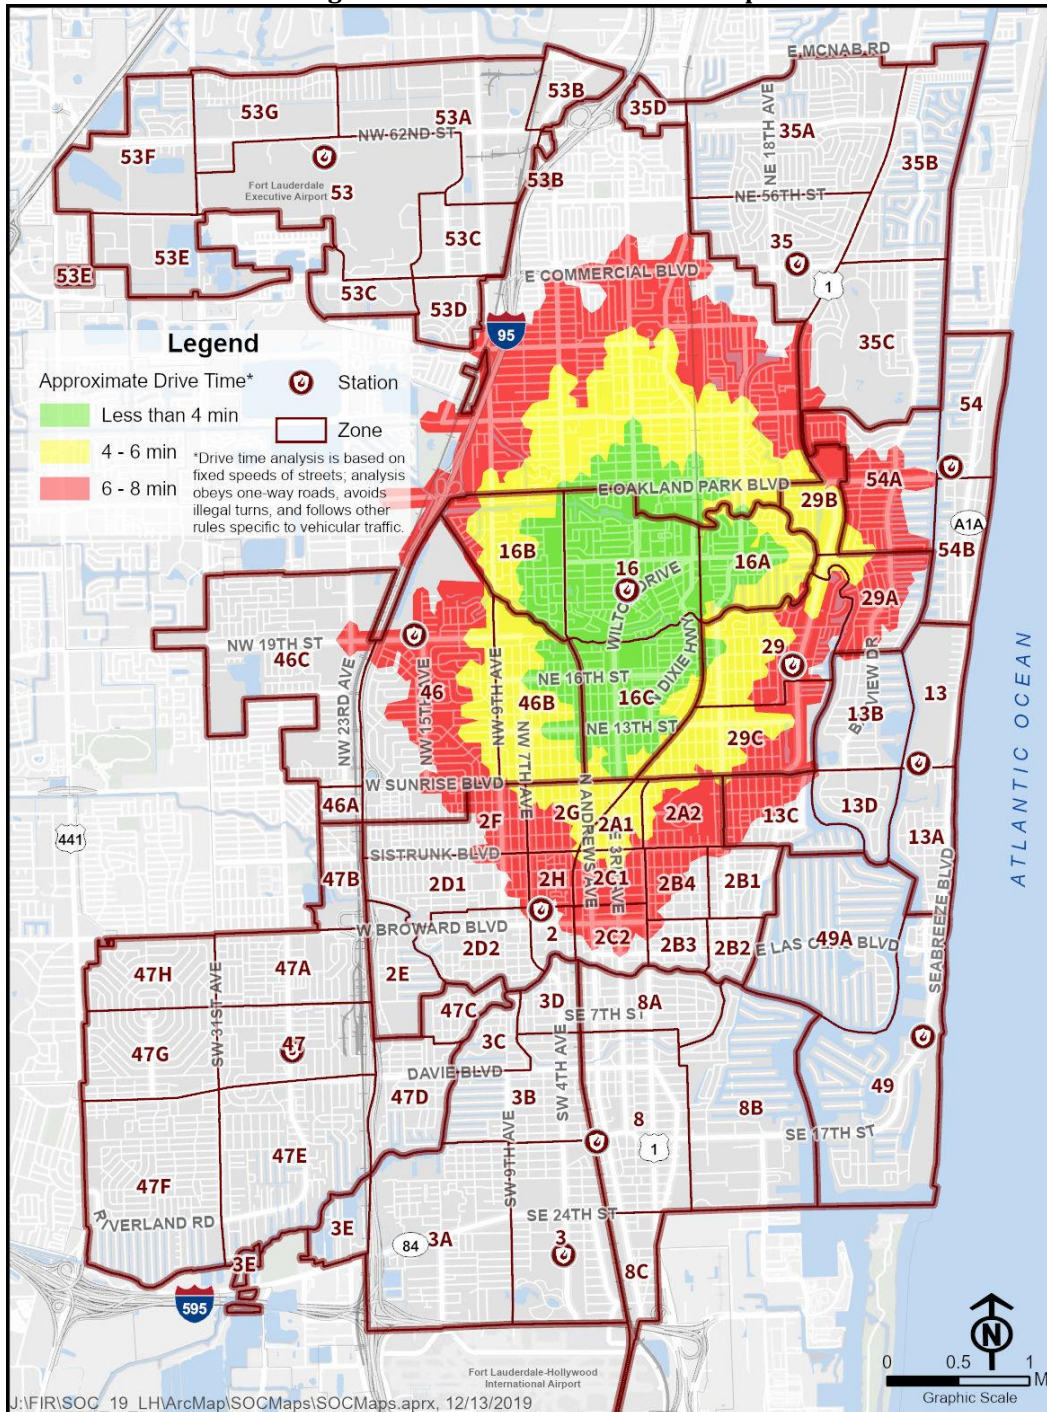 E MCNAB RD
53B
35D
53G
53A
NE 18TH AVE
35A
NW 62ND ST
53F
35B
53
Fort Lauderdale
Executive Airport
53B
NE 56TH ST
53C
35
53E
53E
E COMMERCIAL BLVD
1
53C
53D
95
35C
Legend
Approximate Drive Time*
Station
Less than 4 min
Zone
4 - 6 min
6 - 8 min
*Drive time analysis is based on
fixed speeds of streets; analysis
obeys one-way roads, avoids
illegal turns, and follows other
rules specific to vehicular traffic.
54
E OAKLAND PARK BLVD
54A
29B
A1A
16B
16
16A
54B
29A
NW 19TH ST
46C
29
NE 16TH ST
N DIXIE HWY
NW 23RD AVE
NW 15TH AVE
46
NW 9TH AVE
46B
16C
13
13B
NE 13TH ST
NW 7TH AVE
29C
W SUNRISE BLVD
46A
2F
2G
2A1
2A2
13C
13D
13A
441
N ANDREWS AVE
SISTRUNK BLVD
47B
2D1
2H
2C1
2B4
2B1
W BROWARD BLVD
2D2
2
2C2
2B3
2B2
49A
SEABREEZE BLVD
ATLANTIC OCEAN
47H
47A
2E
SW 31ST AVE
47C
3D
8A
SE 7TH ST
47G
47
3C
SW 4TH AVE
DAVIE BLVD
47D
3B
8
8B
49
SE 17TH ST
1
47E
SW 9TH AVE
47F
RIVERLAND RD
3E
SE 24TH ST
84
3A
3
3E
8C
595
N
0 0.5 1
Graphic Scale
Fort Lauderdale-Hollywood
International Airport
J:\FIR\SOC_19_LH\ArcMap\SOCMaps\SOCMaps.aprx, 12/13/2019